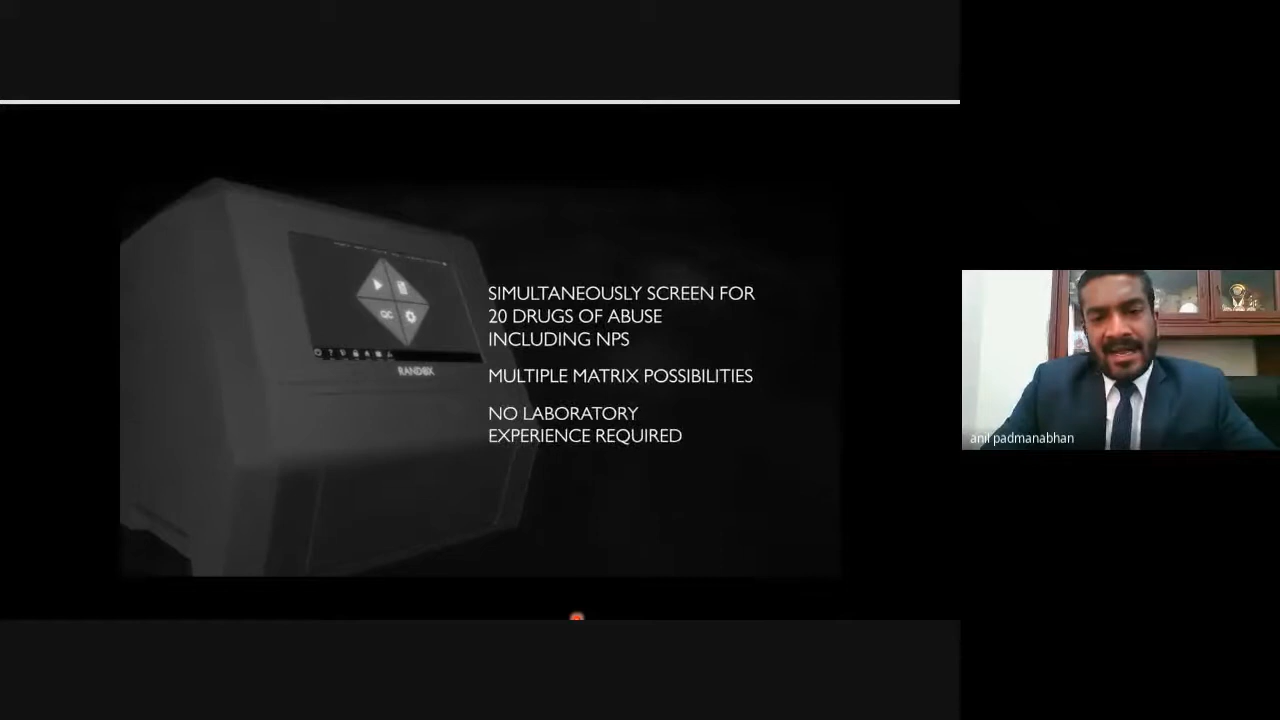 SIMULTANEOUSLY SCREEN FOR
20 DRUGS OF ABUSE
INCLUDING NPS
MULTIPLE MATRIX POSSIBILITIES
NO LABORATORY
EXPERIENCE REQUIRED
QC
RANDOX
anil padmanabhan